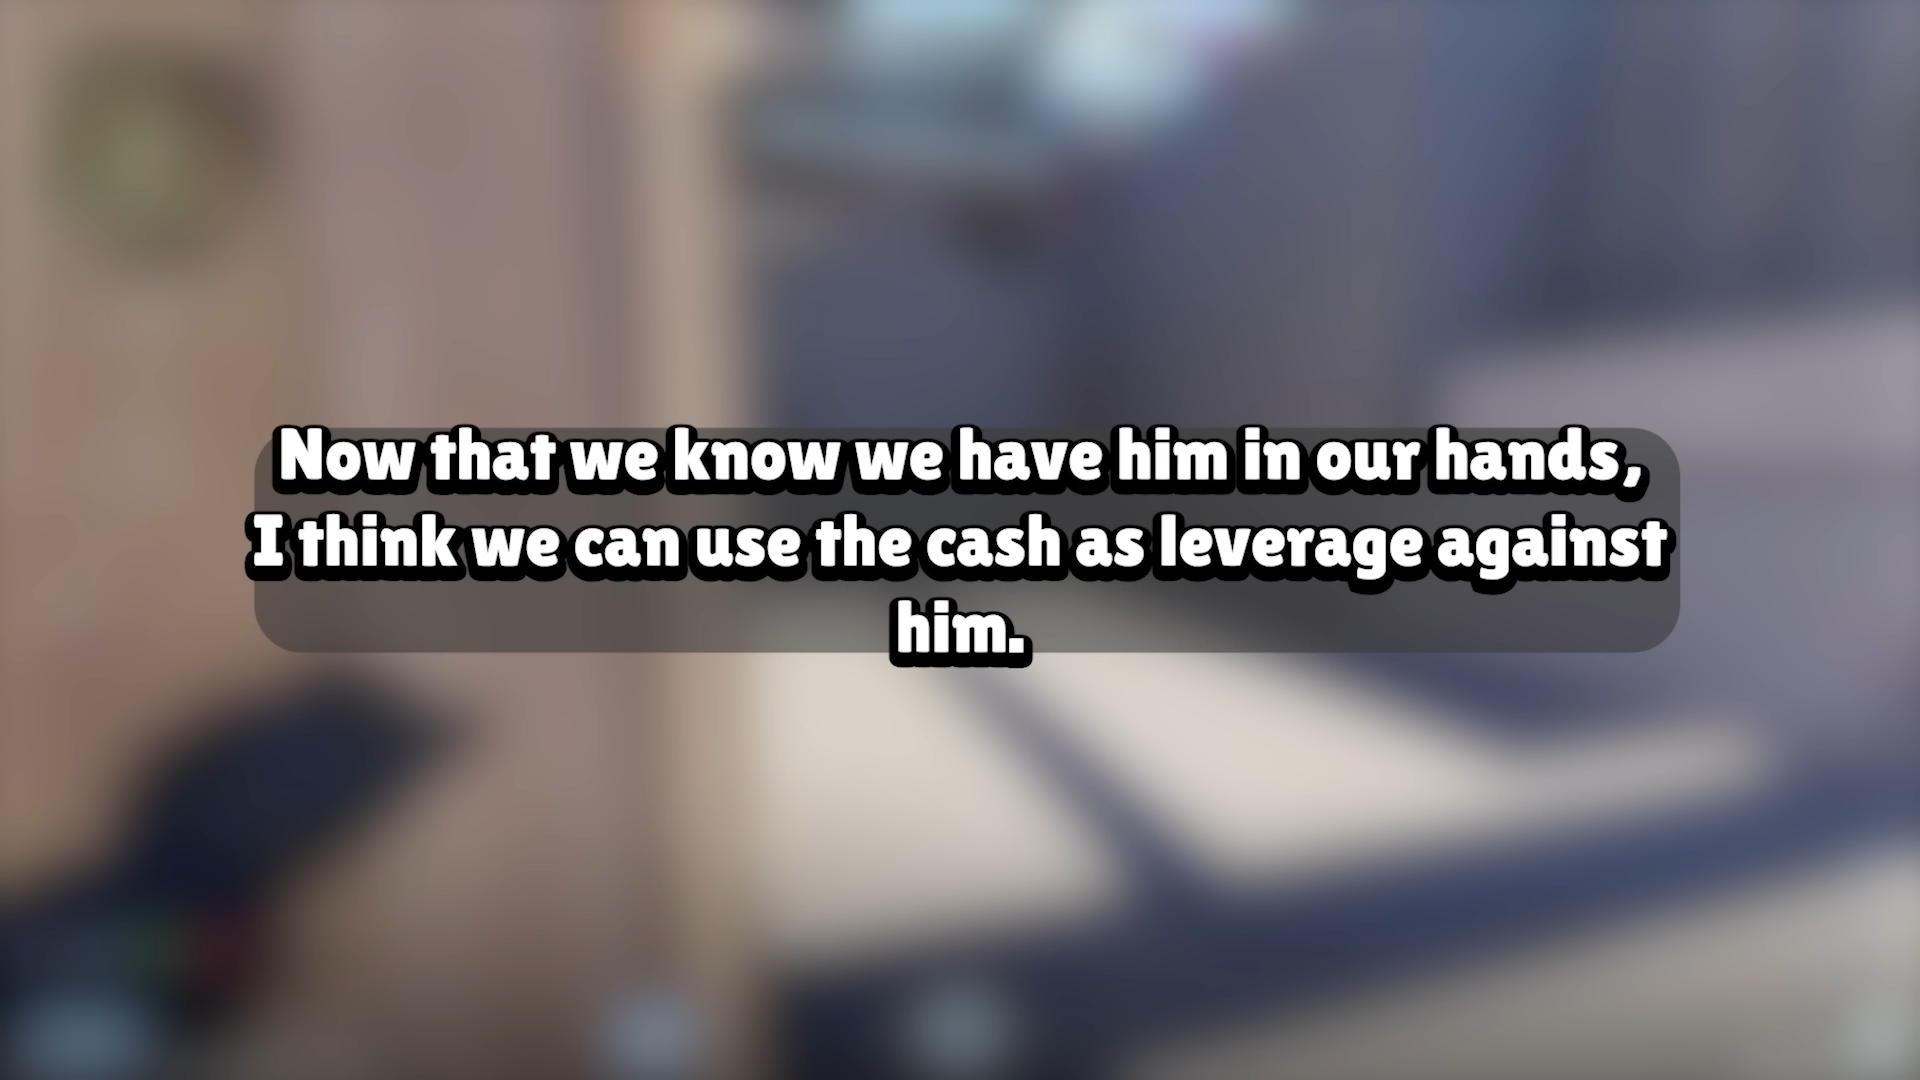 Now that we know we have him in our hands,
I think we can use the cash as leverage against
him.